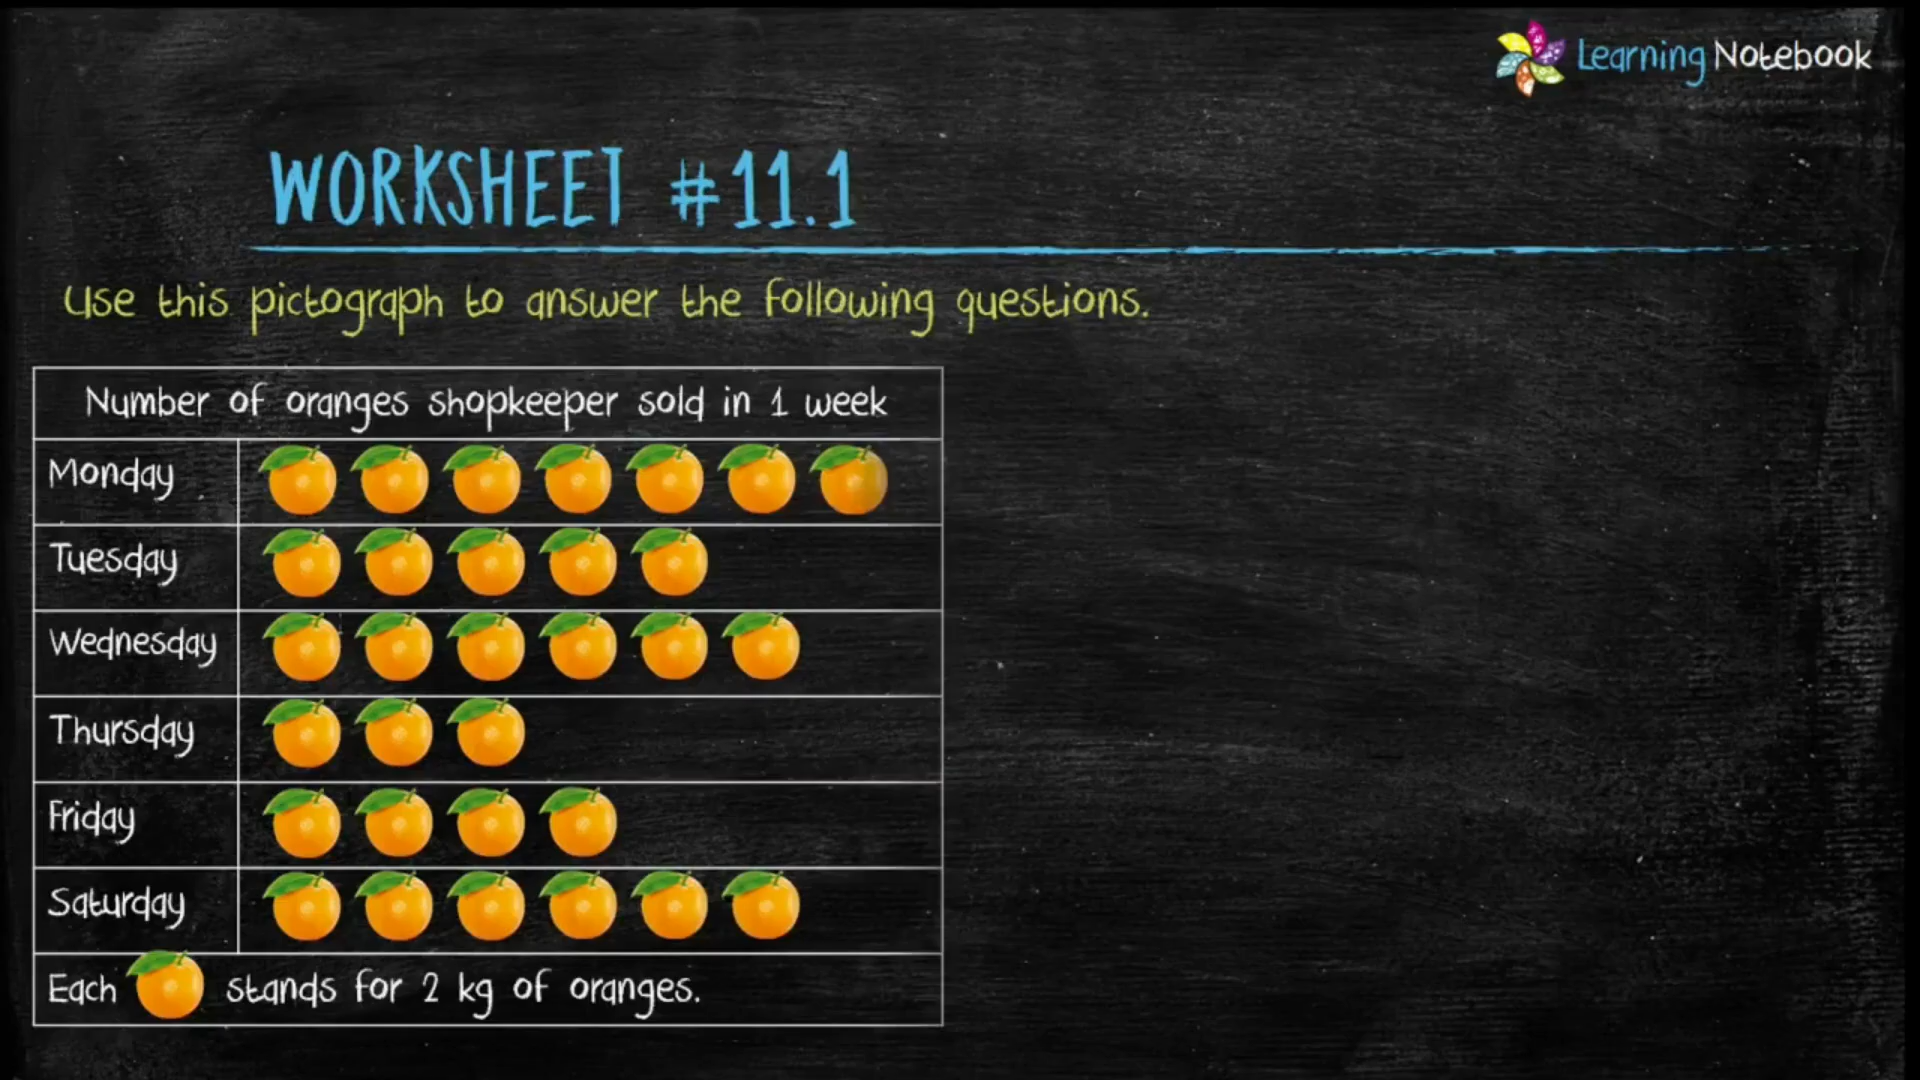 Learning Notebook
WORKSHEET #11.1
Use this pictograph to answer the following questions.
Number of oranges shopkeeper sold in 1 week
Monday
Tuesday
Wednesday
Thursday
Friday
Saturday
Each stands for 2 kg of oranges.